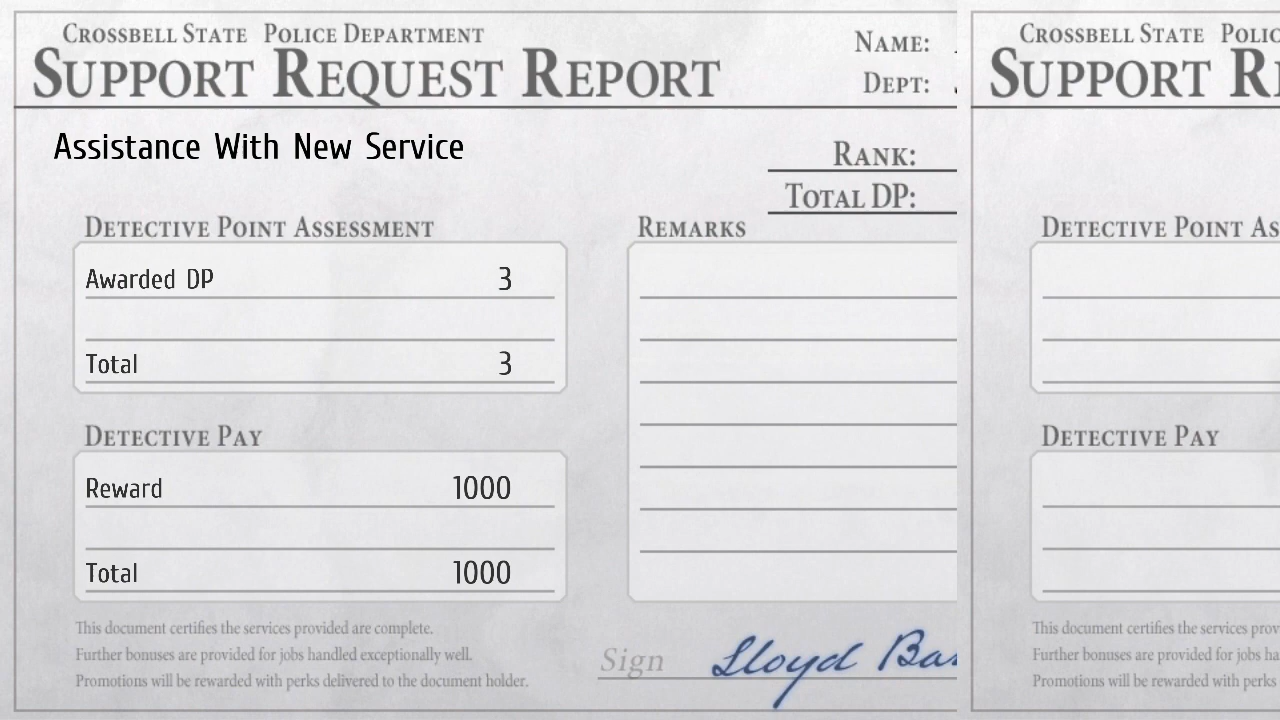 CROSSBELL STATE POLICE DEPARTMENT
SUPPORT REQUEST REPORT
NAME:
DEPT:
Assistance With New Service
RANK:
TOTAL DP:
DETECTIVE POINT ASSESSMENT
Awarded DP 3
Total 3
REMARKS
DETECTIVE PAY
Reward 1000
Total 1000
This document certifies the services provided are complete.
Further bonuses are provided for jobs handled exceptionally well.
Promotions will be rewarded with perks delivered to the document holder.
Sign Lloyd
CROSSBELL STATE
SUPPORT
DETECTIVE POINT
DETECTIVE PAY
This document certifies the services
Further bonuses are provided for jobs
Promotions will be rewarded with perks